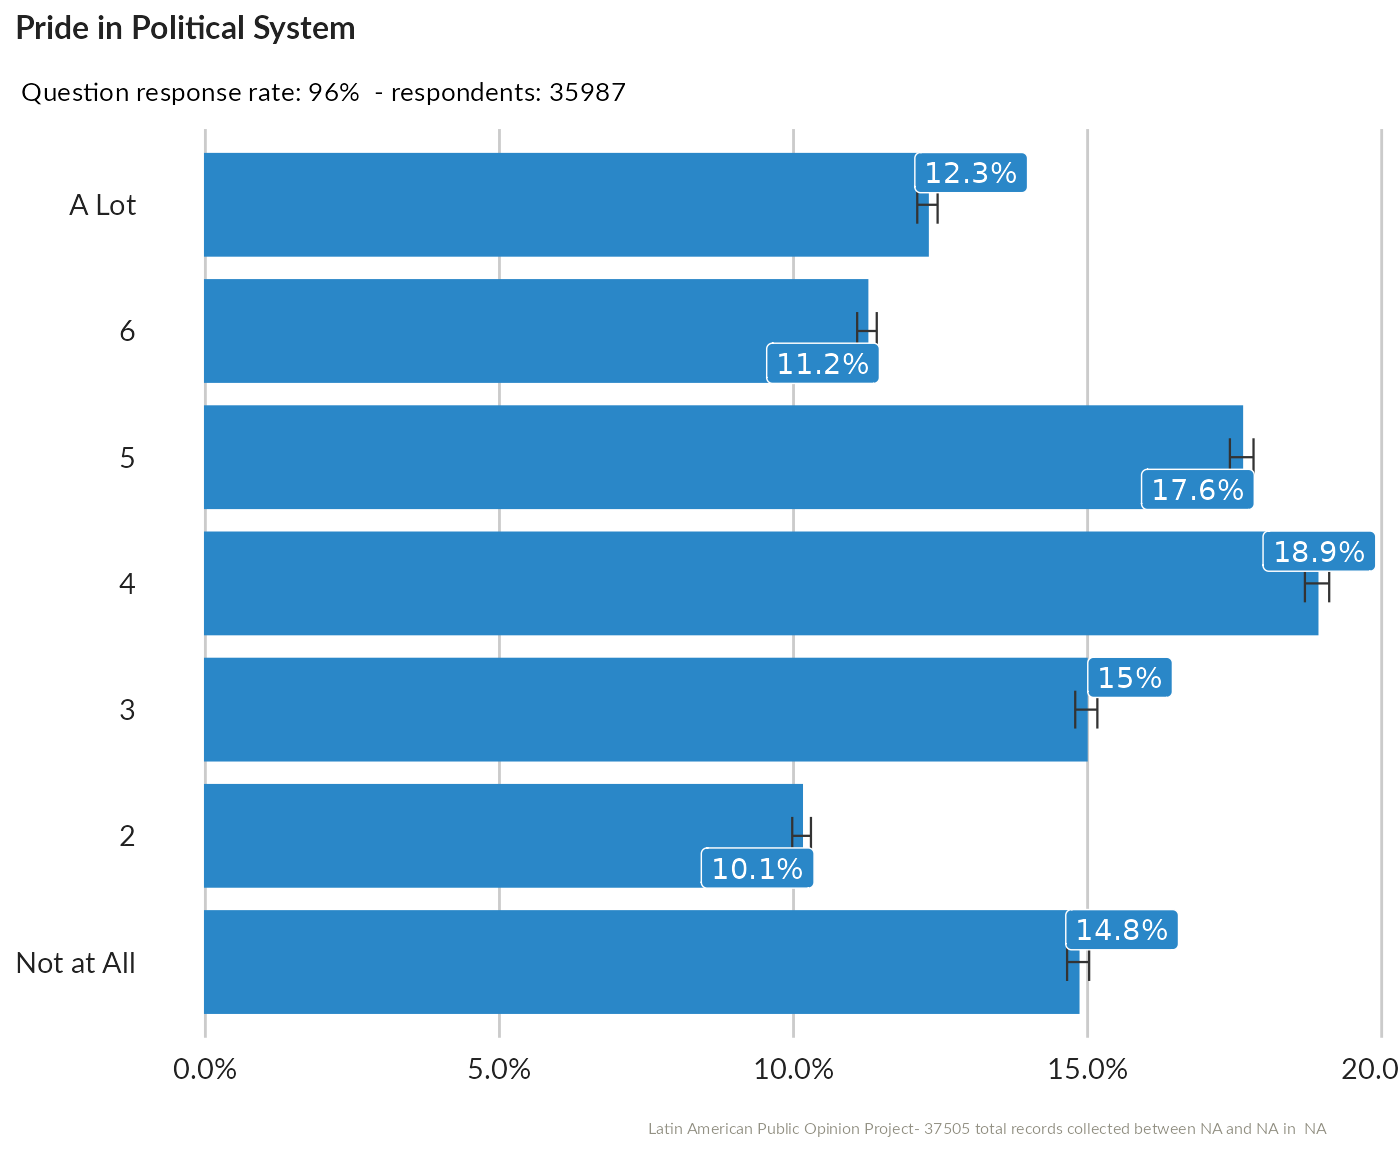 Pride in Political System
Question response rate: 96% - respondents: 35987
A Lot
12.3%
6
11.2%
5
17.6%
4
18.9%
3
15%
2
10.1%
Not at All
14.8%
0.0% 5.0% 10.0% 15.0% 20.0
Latin American Public Opinion Project- 37505 total records collected between NA and NA in NA